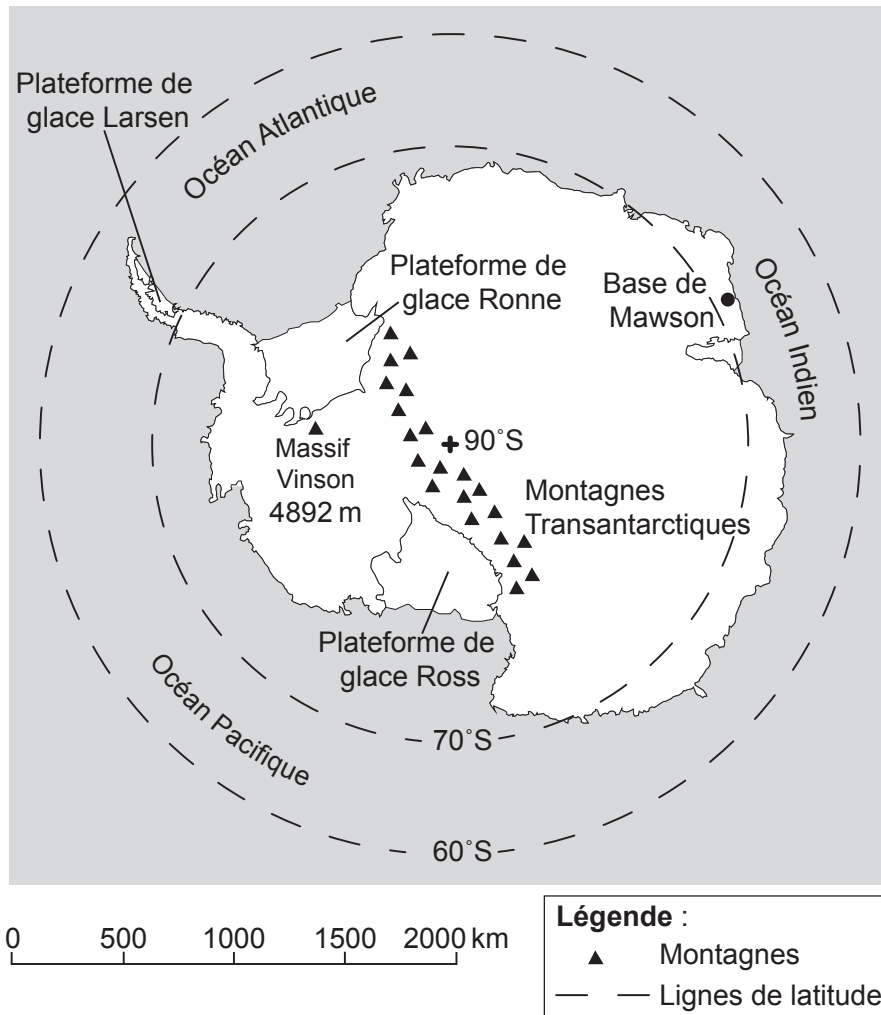 Plateforme de
glace Larsen
Océan Atlantique
Plateforme de
glace Ronne
Base de
Mawson
Océan Indien
90˚S
Massif
Vinson
4892 m
Montagnes
Transantarctiques
Plateforme de
glace Ross
Océan Pacifique
70˚S
60˚S
0 500 1000 1500 2000 km
Légende :
Montagnes
Lignes de latitude